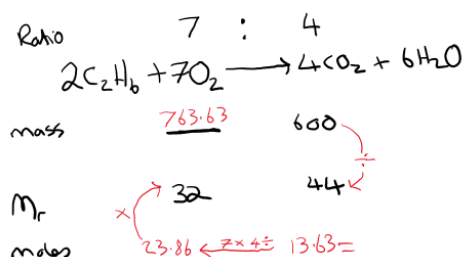 Ratio 7 : 4
2C₂H₆ + 7O₂ → 4CO₂ + 6H₂O
mass 763.63 600
÷
Mr 32 44
×
moles 23.86 ← 7×4÷ 13.63=